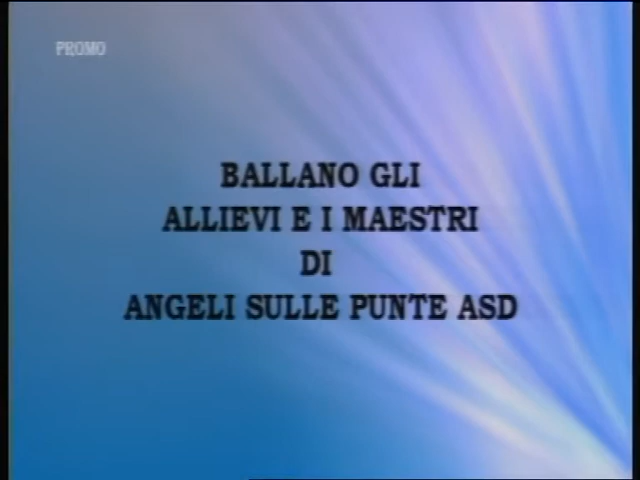 PROMO
BALLANO GLI
ALLIEVI E I MAESTRI
DI
ANGELI SULLE PUNTE ASD